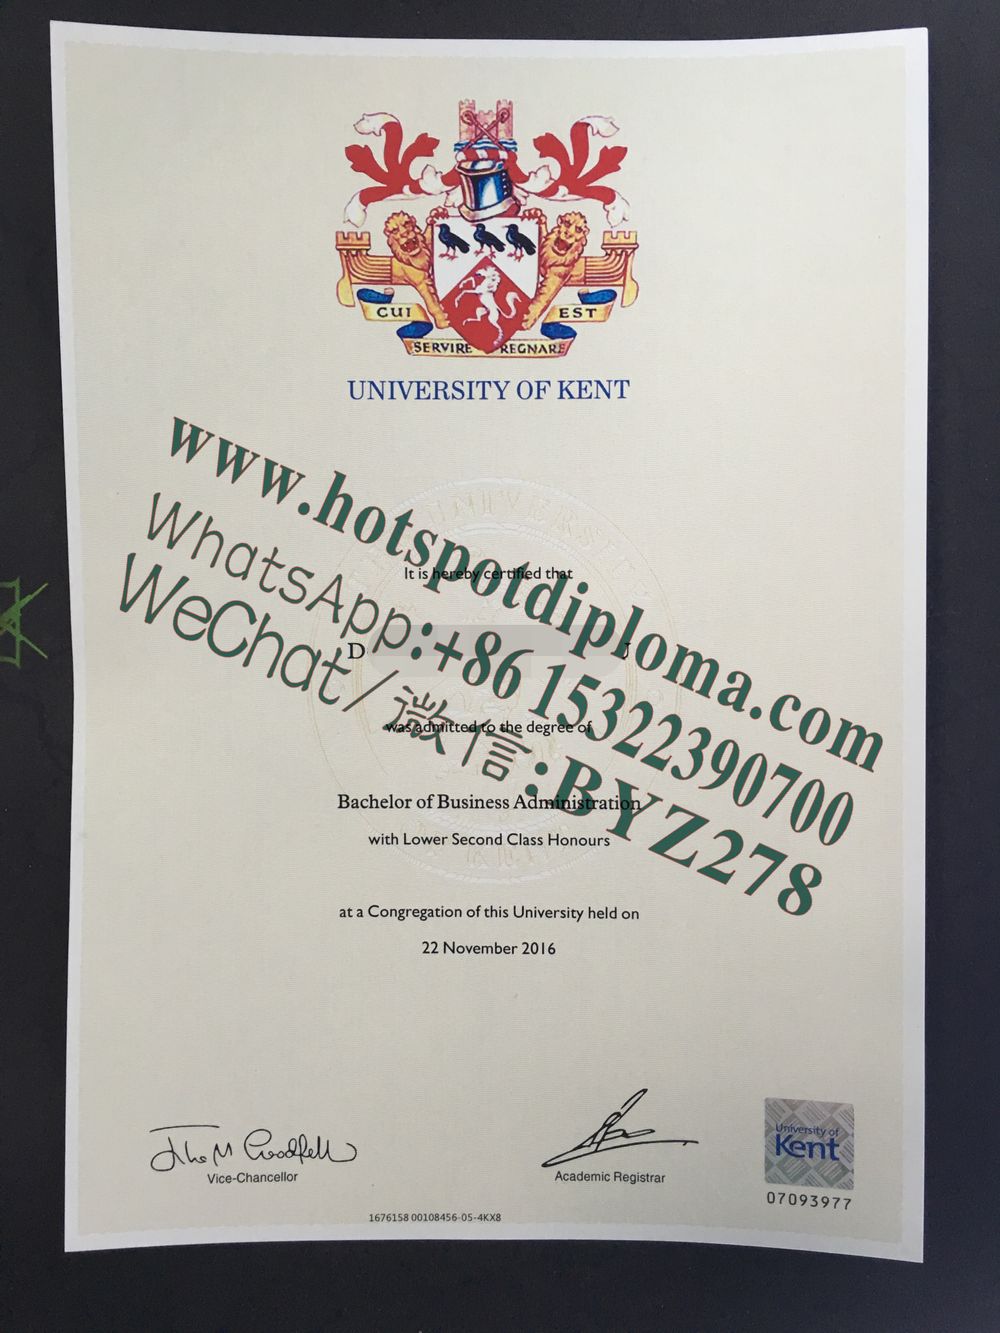 CUI EST
SERVIRE REGNARE
UNIVERSITY OF KENT
www.hotspotdiploma.com
WhatsApp:+86 15322390700
WeChat/微信:BYZ278
It is hereby certified that
D
was admitted to the degree of
Bachelor of Business Administration
with Lower Second Class Honours
at a Congregation of this University held on
22 November 2016
Vice-Chancellor
Academic Registrar
University of
Kent
07093977
1676158 00108456-05-4KX8